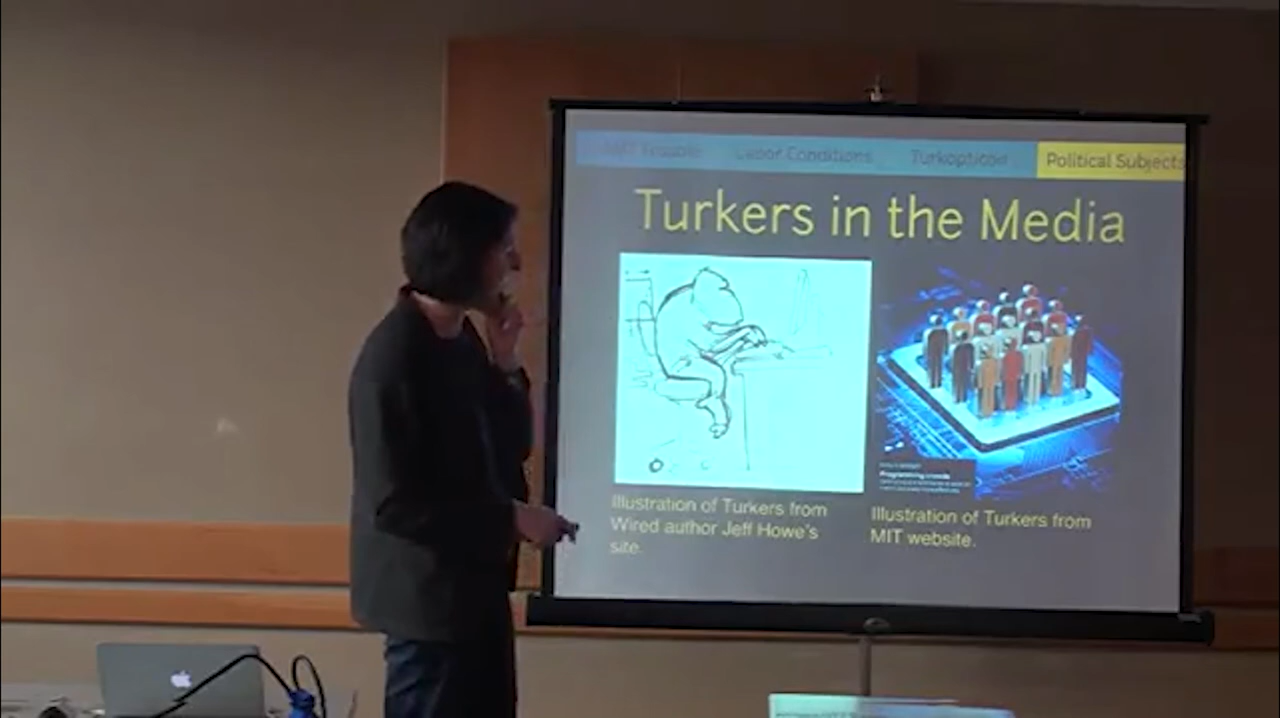 Labor Conditions
Turkopticon
Political Subjects
Turkers in the Media
Illustration of Turkers from
Wired author Jeff Howe's
site.
Illustration of Turkers from
MIT website.